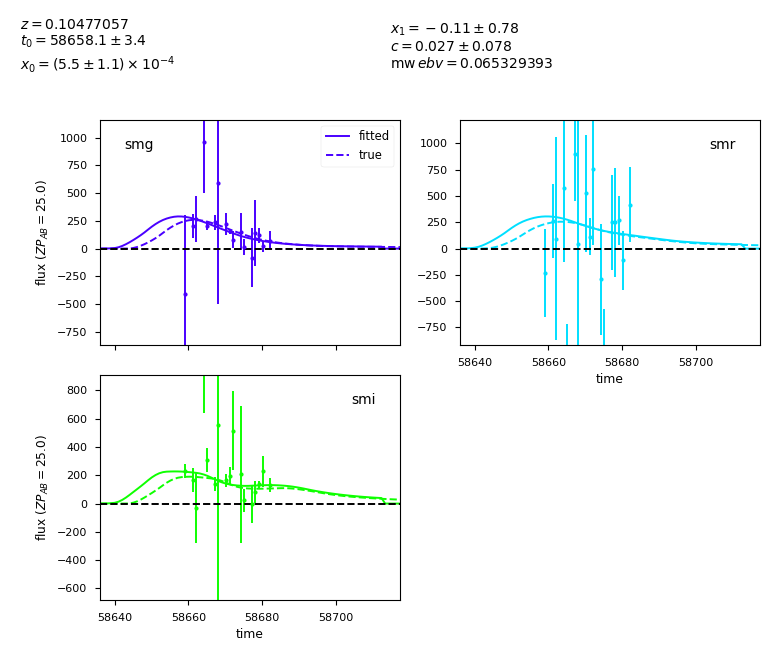 z = 0.10477057
t₀ = 58658.1 ± 3.4
x₀ = (5.5 ± 1.1) × 10⁻⁴
x₁ = −0.11 ± 0.78
c = 0.027 ± 0.078
mw ebv = 0.065329393
smg
fitted
true
1000
750
500
250
0
−250
−500
−750
flux (ZP_AB = 25.0)
smr
1000
750
500
250
0
−250
−500
−750
58640 58660 58680 58700
time
smi
800
600
400
200
0
−200
−400
−600
flux (ZP_AB = 25.0)
58640 58660 58680 58700
time